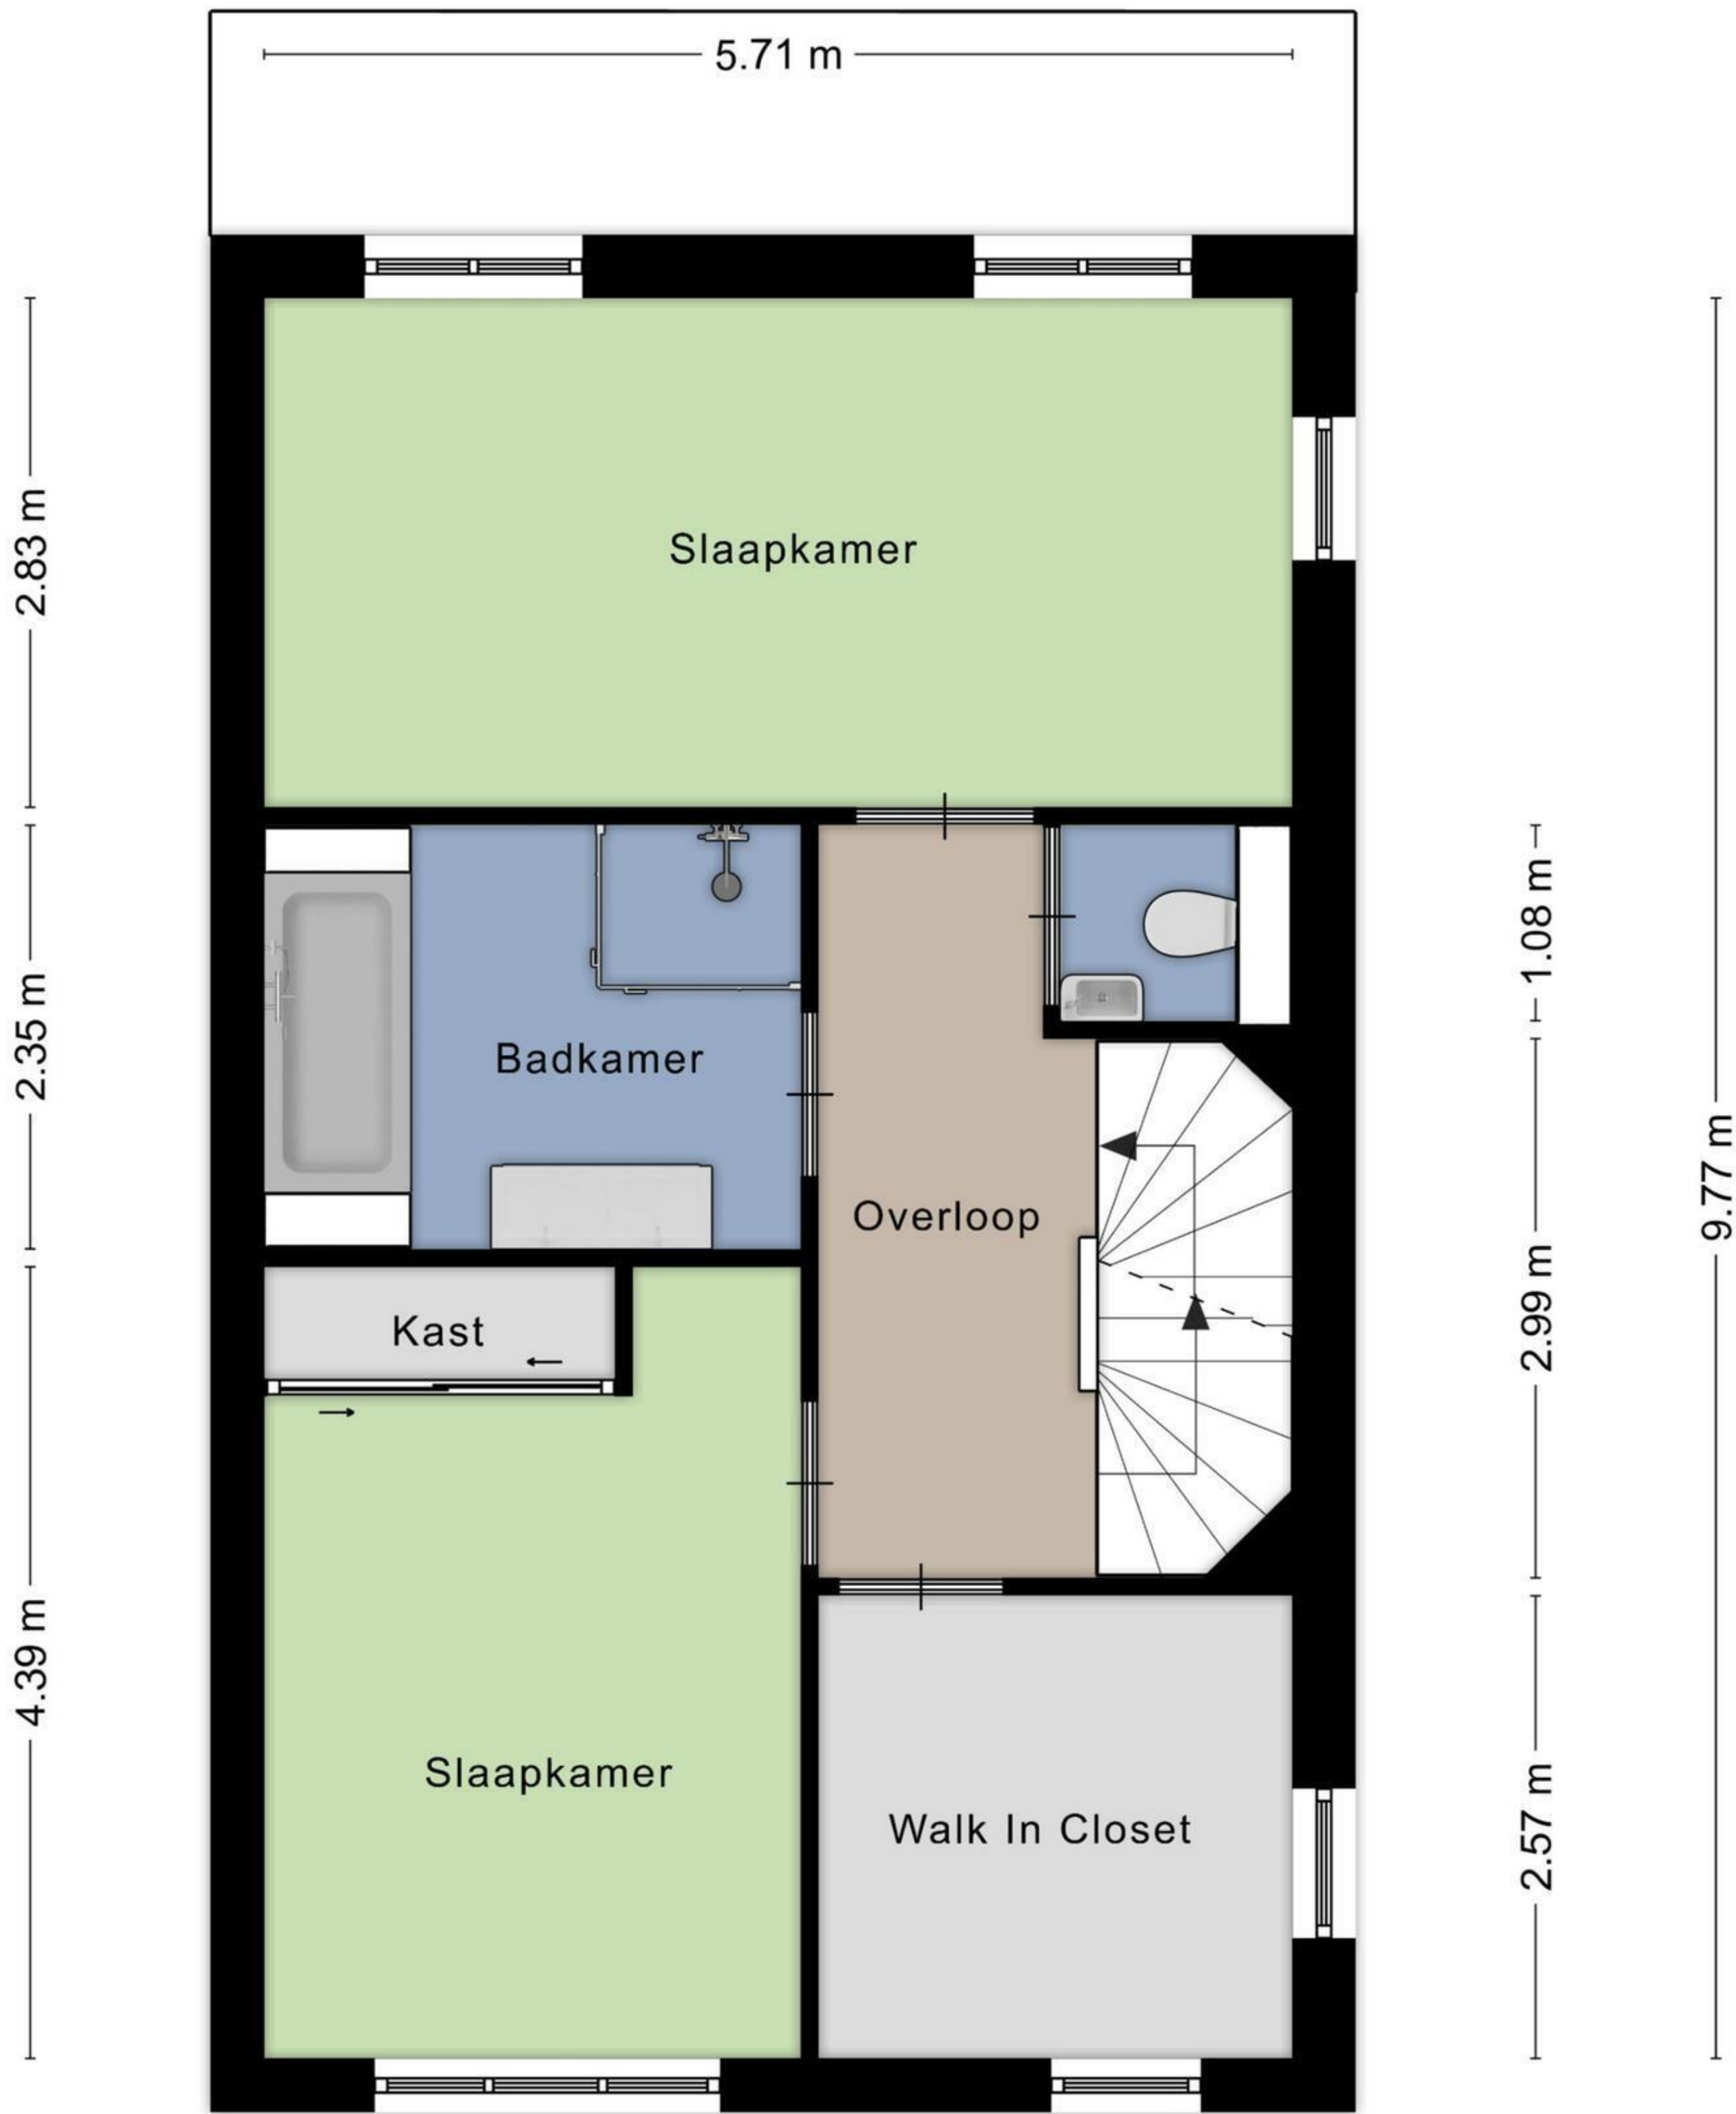 5.71 m
2.83 m
Slaapkamer
2.35 m
1.08 m
Badkamer
9.77 m
Overloop
2.99 m
Kast
4.39 m
Slaapkamer
Walk In Closet
2.57 m